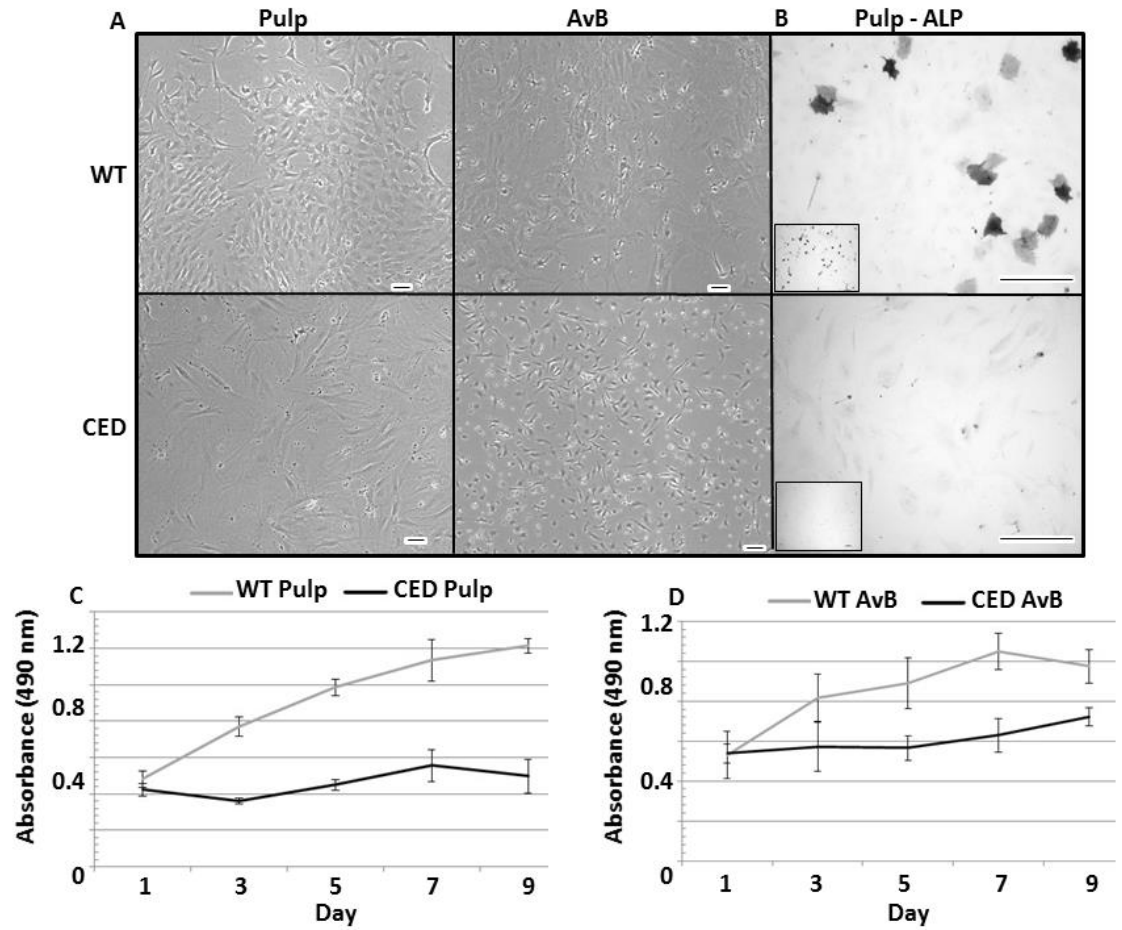 A Pulp AvB B Pulp - ALP
WT
CED
C WT Pulp CED Pulp
Absorbance (490 nm)
1.2
0.8
0.4
0
1 3 5 7 9
Day
D WT AvB CED AvB
Absorbance (490 nm)
1.2
0.8
0.4
0
1 3 5 7 9
Day